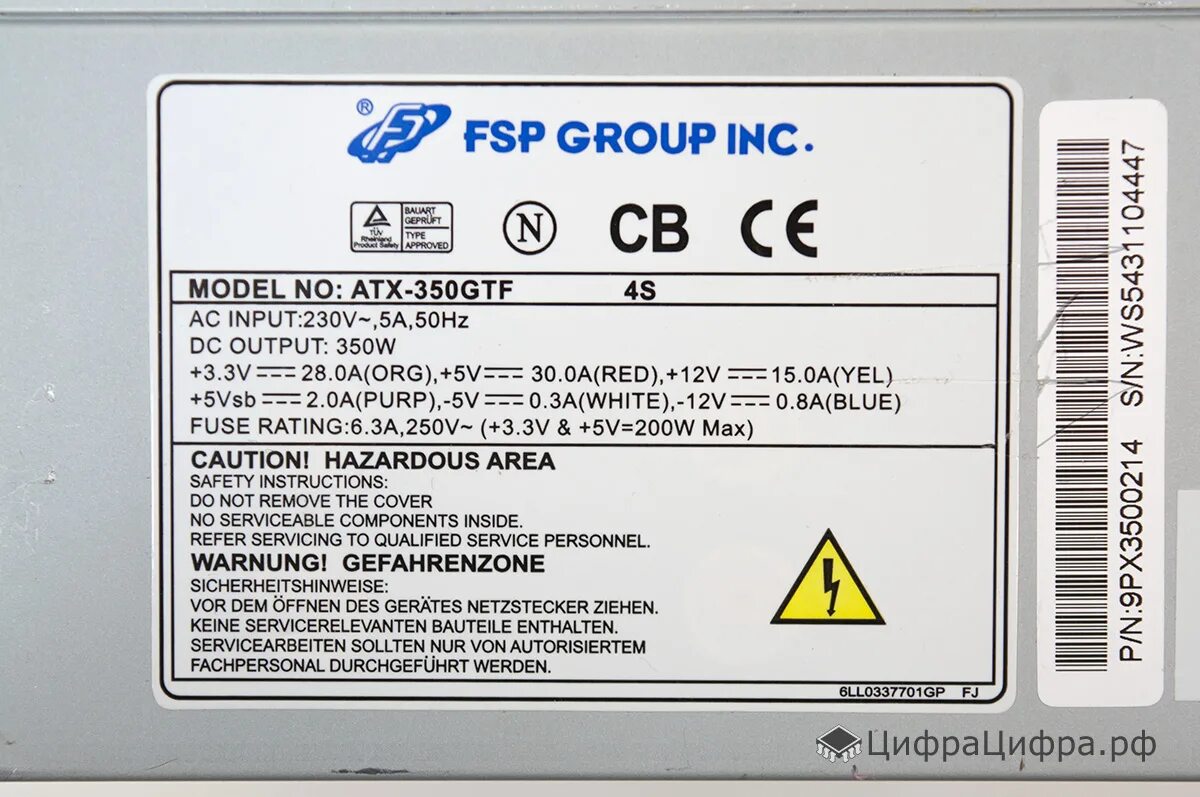 ® FSP GROUP INC.
TÜV Rheinland Product Safety
BAUART GEPRÜFT
TYPE APPROVED
N
CB
CE
MODEL NO: ATX-350GTF 4S
AC INPUT:230V~,5A,50Hz
DC OUTPUT: 350W
+3.3V⎓28.0A(ORG),+5V⎓30.0A(RED),+12V⎓15.0A(YEL)
+5Vsb⎓2.0A(PURP),-5V⎓0.3A(WHITE),-12V⎓0.8A(BLUE)
FUSE RATING:6.3A,250V~ (+3.3V & +5V=200W Max)
CAUTION! HAZARDOUS AREA
SAFETY INSTRUCTIONS:
DO NOT REMOVE THE COVER
NO SERVICEABLE COMPONENTS INSIDE.
REFER SERVICING TO QUALIFIED SERVICE PERSONNEL.
WARNUNG! GEFAHRENZONE
SICHERHEITSHINWEISE:
VOR DEM ÖFFNEN DES GERÄTES NETZSTECKER ZIEHEN.
KEINE SERVICERELEVANTEN BAUTEILE ENTHALTEN.
SERVICEARBEITEN SOLLTEN NUR VON AUTORISIERTEM
FACHPERSONAL DURCHGEFÜHRT WERDEN.
6LL0337701GP FJ
P/N:9PX3500214 S/N:WS5431104447
ЦифраЦифра.рф